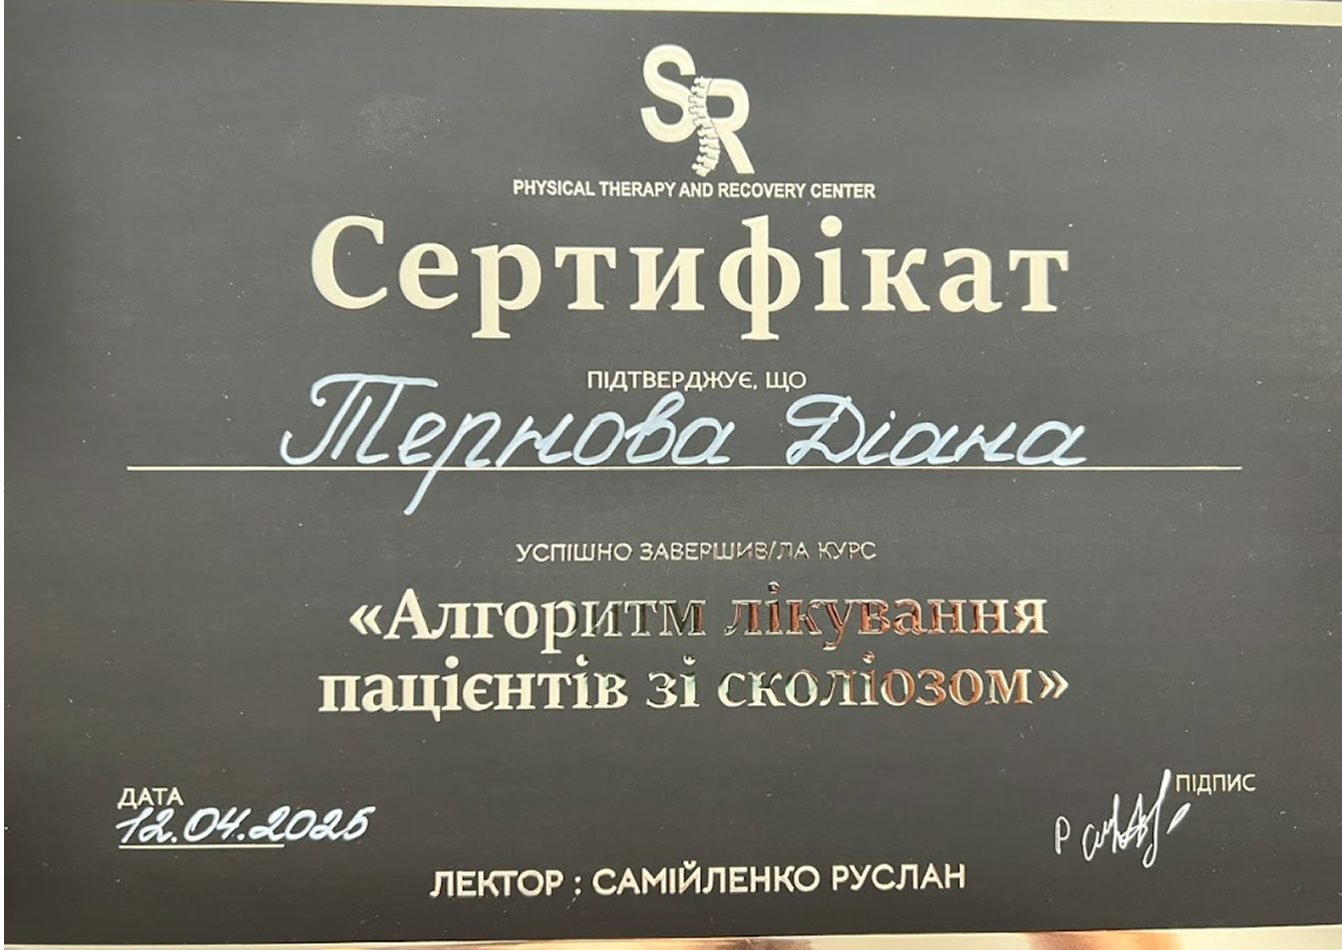 SR
PHYSICAL THERAPY AND RECOVERY CENTER
Сертифікат
ПІДТВЕРДЖУЄ, ЩО
Тернова Діана
УСПІШНО ЗАВЕРШИВ/ЛА КУРС
«Алгоритм лікування
пацієнтів зі сколіозом»
ДАТА
12.04.2025
ПІДПИС
ЛЕКТОР : САМІЙЛЕНКО РУСЛАН